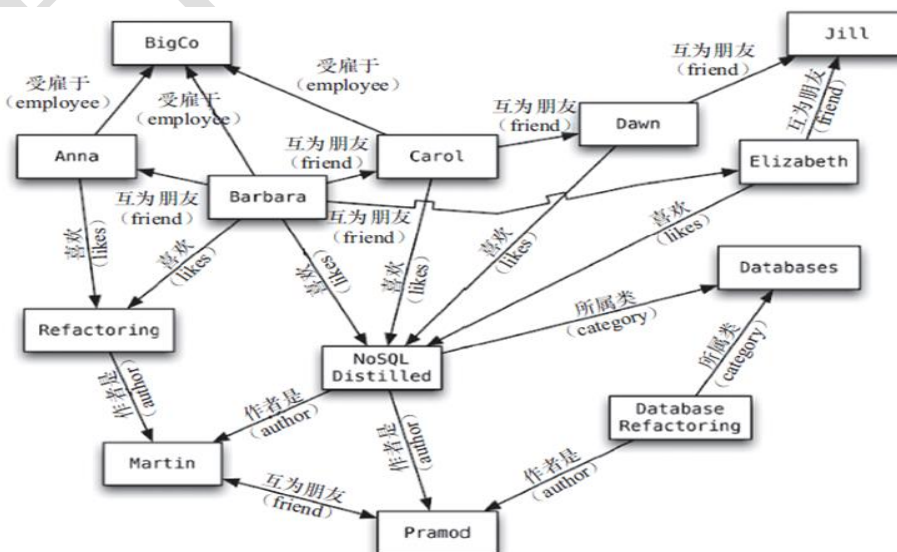 BigCo
Jill
受雇于
(employee)
受雇于
(employee)
受雇于
(employee)
互为朋友
(friend)
互为朋友
(friend)
互为朋友
(friend)
Anna
Carol
Dawn
Elizabeth
互为朋友
(friend)
互为朋友
(friend)
Barbara
互为朋友
(friend)
喜欢
(likes)
喜欢
(likes)
喜欢
(likes)
喜欢
(likes)
喜欢
(likes)
喜欢
(likes)
Databases
Refactoring
所属类
(category)
所属类
(category)
NoSQL
Distilled
作者是
(author)
作者是
(author)
作者是
(author)
Database
Refactoring
作者是
(author)
Martin
互为朋友
(friend)
Pramod